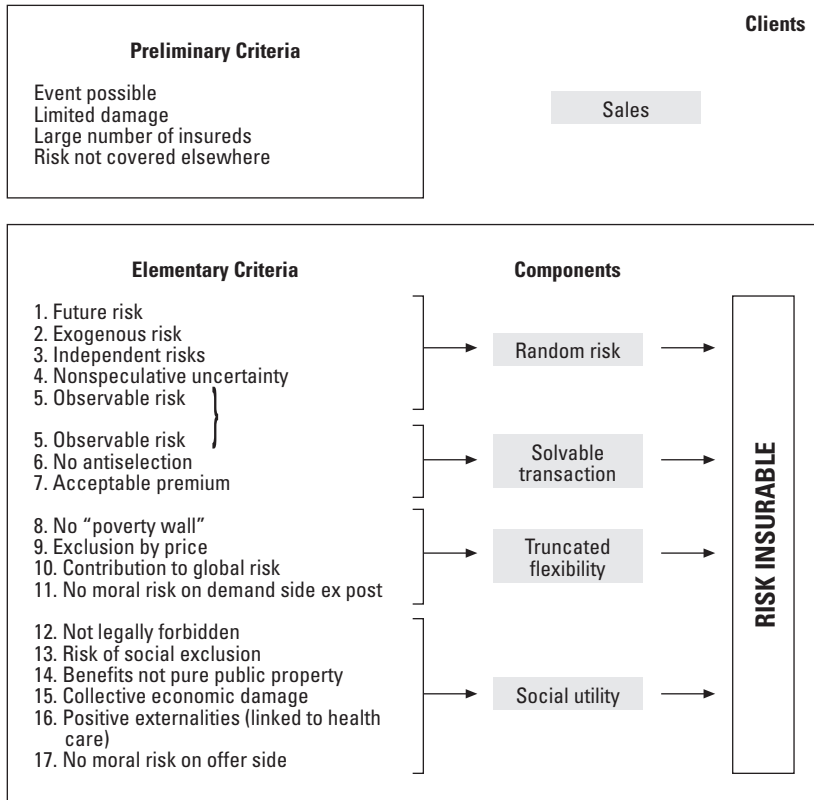 Clients
Preliminary Criteria
Event possible
Limited damage
Large number of insureds
Risk not covered elsewhere
Sales
Elementary Criteria
1. Future risk
2. Exogenous risk
3. Independent risks
4. Nonspeculative uncertainty
5. Observable risk
5. Observable risk
6. No antiselection
7. Acceptable premium
8. No “poverty wall”
9. Exclusion by price
10. Contribution to global risk
11. No moral risk on demand side ex post
12. Not legally forbidden
13. Risk of social exclusion
14. Benefits not pure public property
15. Collective economic damage
16. Positive externalities (linked to health
care)
17. No moral risk on offer side
Components
Random risk
Solvable
transaction
Truncated
flexibility
Social utility
RISK INSURABLE